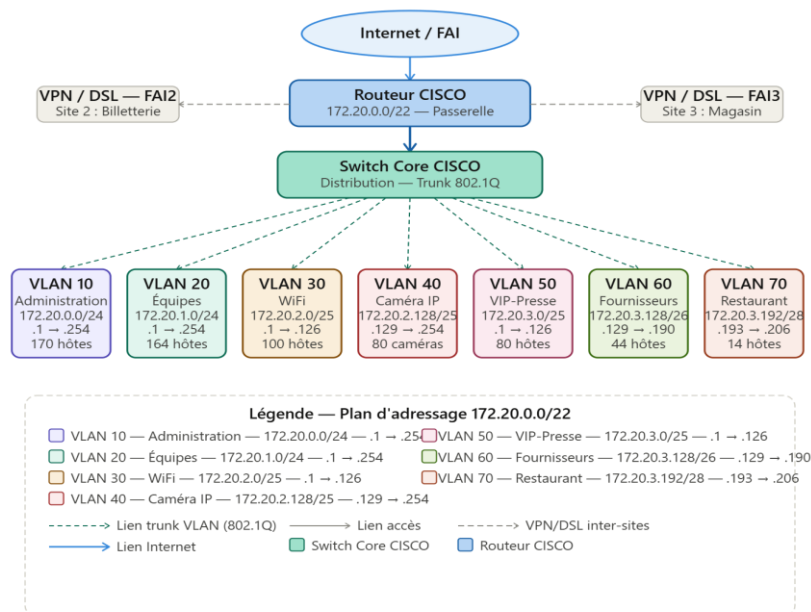 Internet / FAI
VPN / DSL — FAI2
Site 2 : Billetterie
Routeur CISCO
172.20.0.0/22 — Passerelle
VPN / DSL — FAI3
Site 3 : Magasin
Switch Core CISCO
Distribution — Trunk 802.1Q
VLAN 10
Administration
172.20.0.0/24
.1 → .254
170 hôtes
VLAN 20
Équipes
172.20.1.0/24
.1 → .254
164 hôtes
VLAN 30
WiFi
172.20.2.0/25
.1 → .126
100 hôtes
VLAN 40
Caméra IP
172.20.2.128/25
.129 → .254
80 caméras
VLAN 50
VIP-Presse
172.20.3.0/25
.1 → .126
80 hôtes
VLAN 60
Fournisseurs
172.20.3.128/26
.129 → .190
44 hôtes
VLAN 70
Restaurant
172.20.3.192/28
.193 → .206
14 hôtes
Légende — Plan d'adressage 172.20.0.0/22
VLAN 10 — Administration — 172.20.0.0/24 — .1 → .254
VLAN 50 — VIP-Presse — 172.20.3.0/25 — .1 → .126
VLAN 20 — Équipes — 172.20.1.0/24 — .1 → .254
VLAN 60 — Fournisseurs — 172.20.3.128/26 — .129 → .190
VLAN 30 — WiFi — 172.20.2.0/25 — .1 → .126
VLAN 70 — Restaurant — 172.20.3.192/28 — .193 → .206
VLAN 40 — Caméra IP — 172.20.2.128/25 — .129 → .254
Lien trunk VLAN (802.1Q)
Lien accès
VPN/DSL inter-sites
Lien Internet
Switch Core CISCO
Routeur CISCO